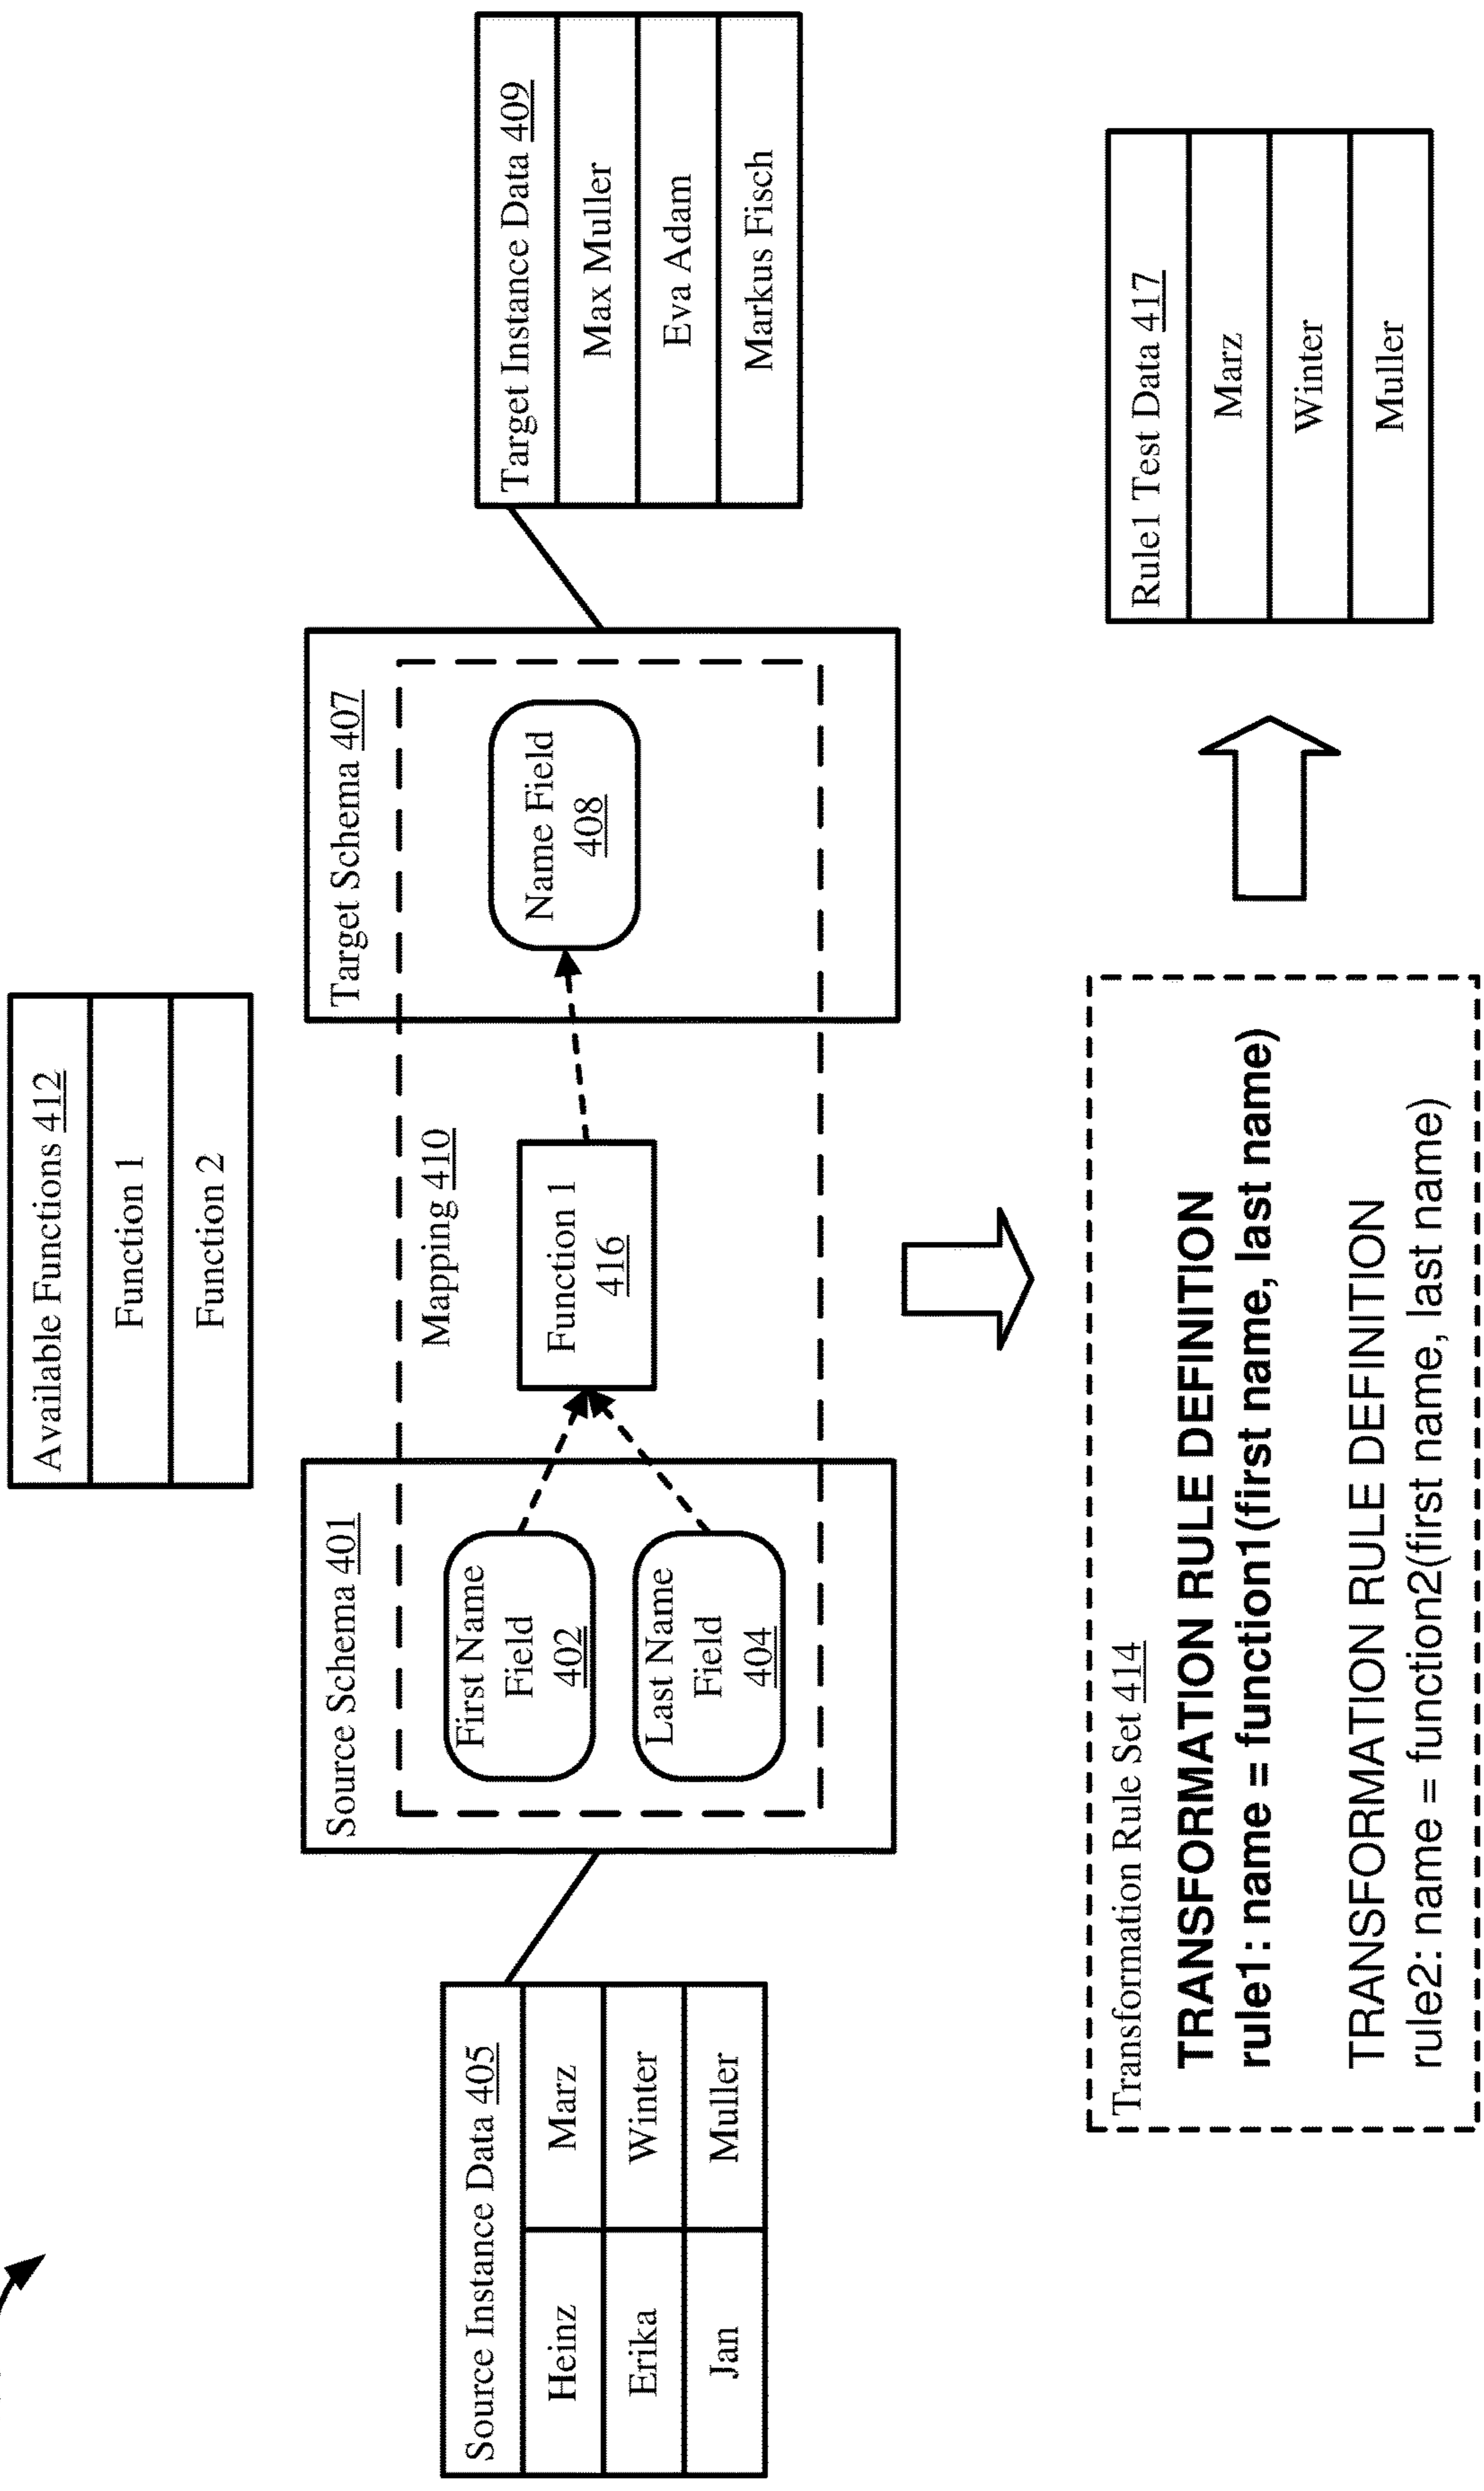 Available Functions 412
Function 1
Function 2
Source Instance Data 405
Heinz Marz
Erika Winter
Jan Muller
Source Schema 401
First Name
Field
402
Last Name
Field
404
Mapping 410
Function 1
416
Target Schema 407
Name Field
408
Target Instance Data 409
Max Muller
Eva Adam
Markus Fisch
Transformation Rule Set 414
TRANSFORMATION RULE DEFINITION
rule1: name = function1(first name, last name)
TRANSFORMATION RULE DEFINITION
rule2: name = function2(first name, last name)
Rule1 Test Data 417
Marz
Winter
Muller